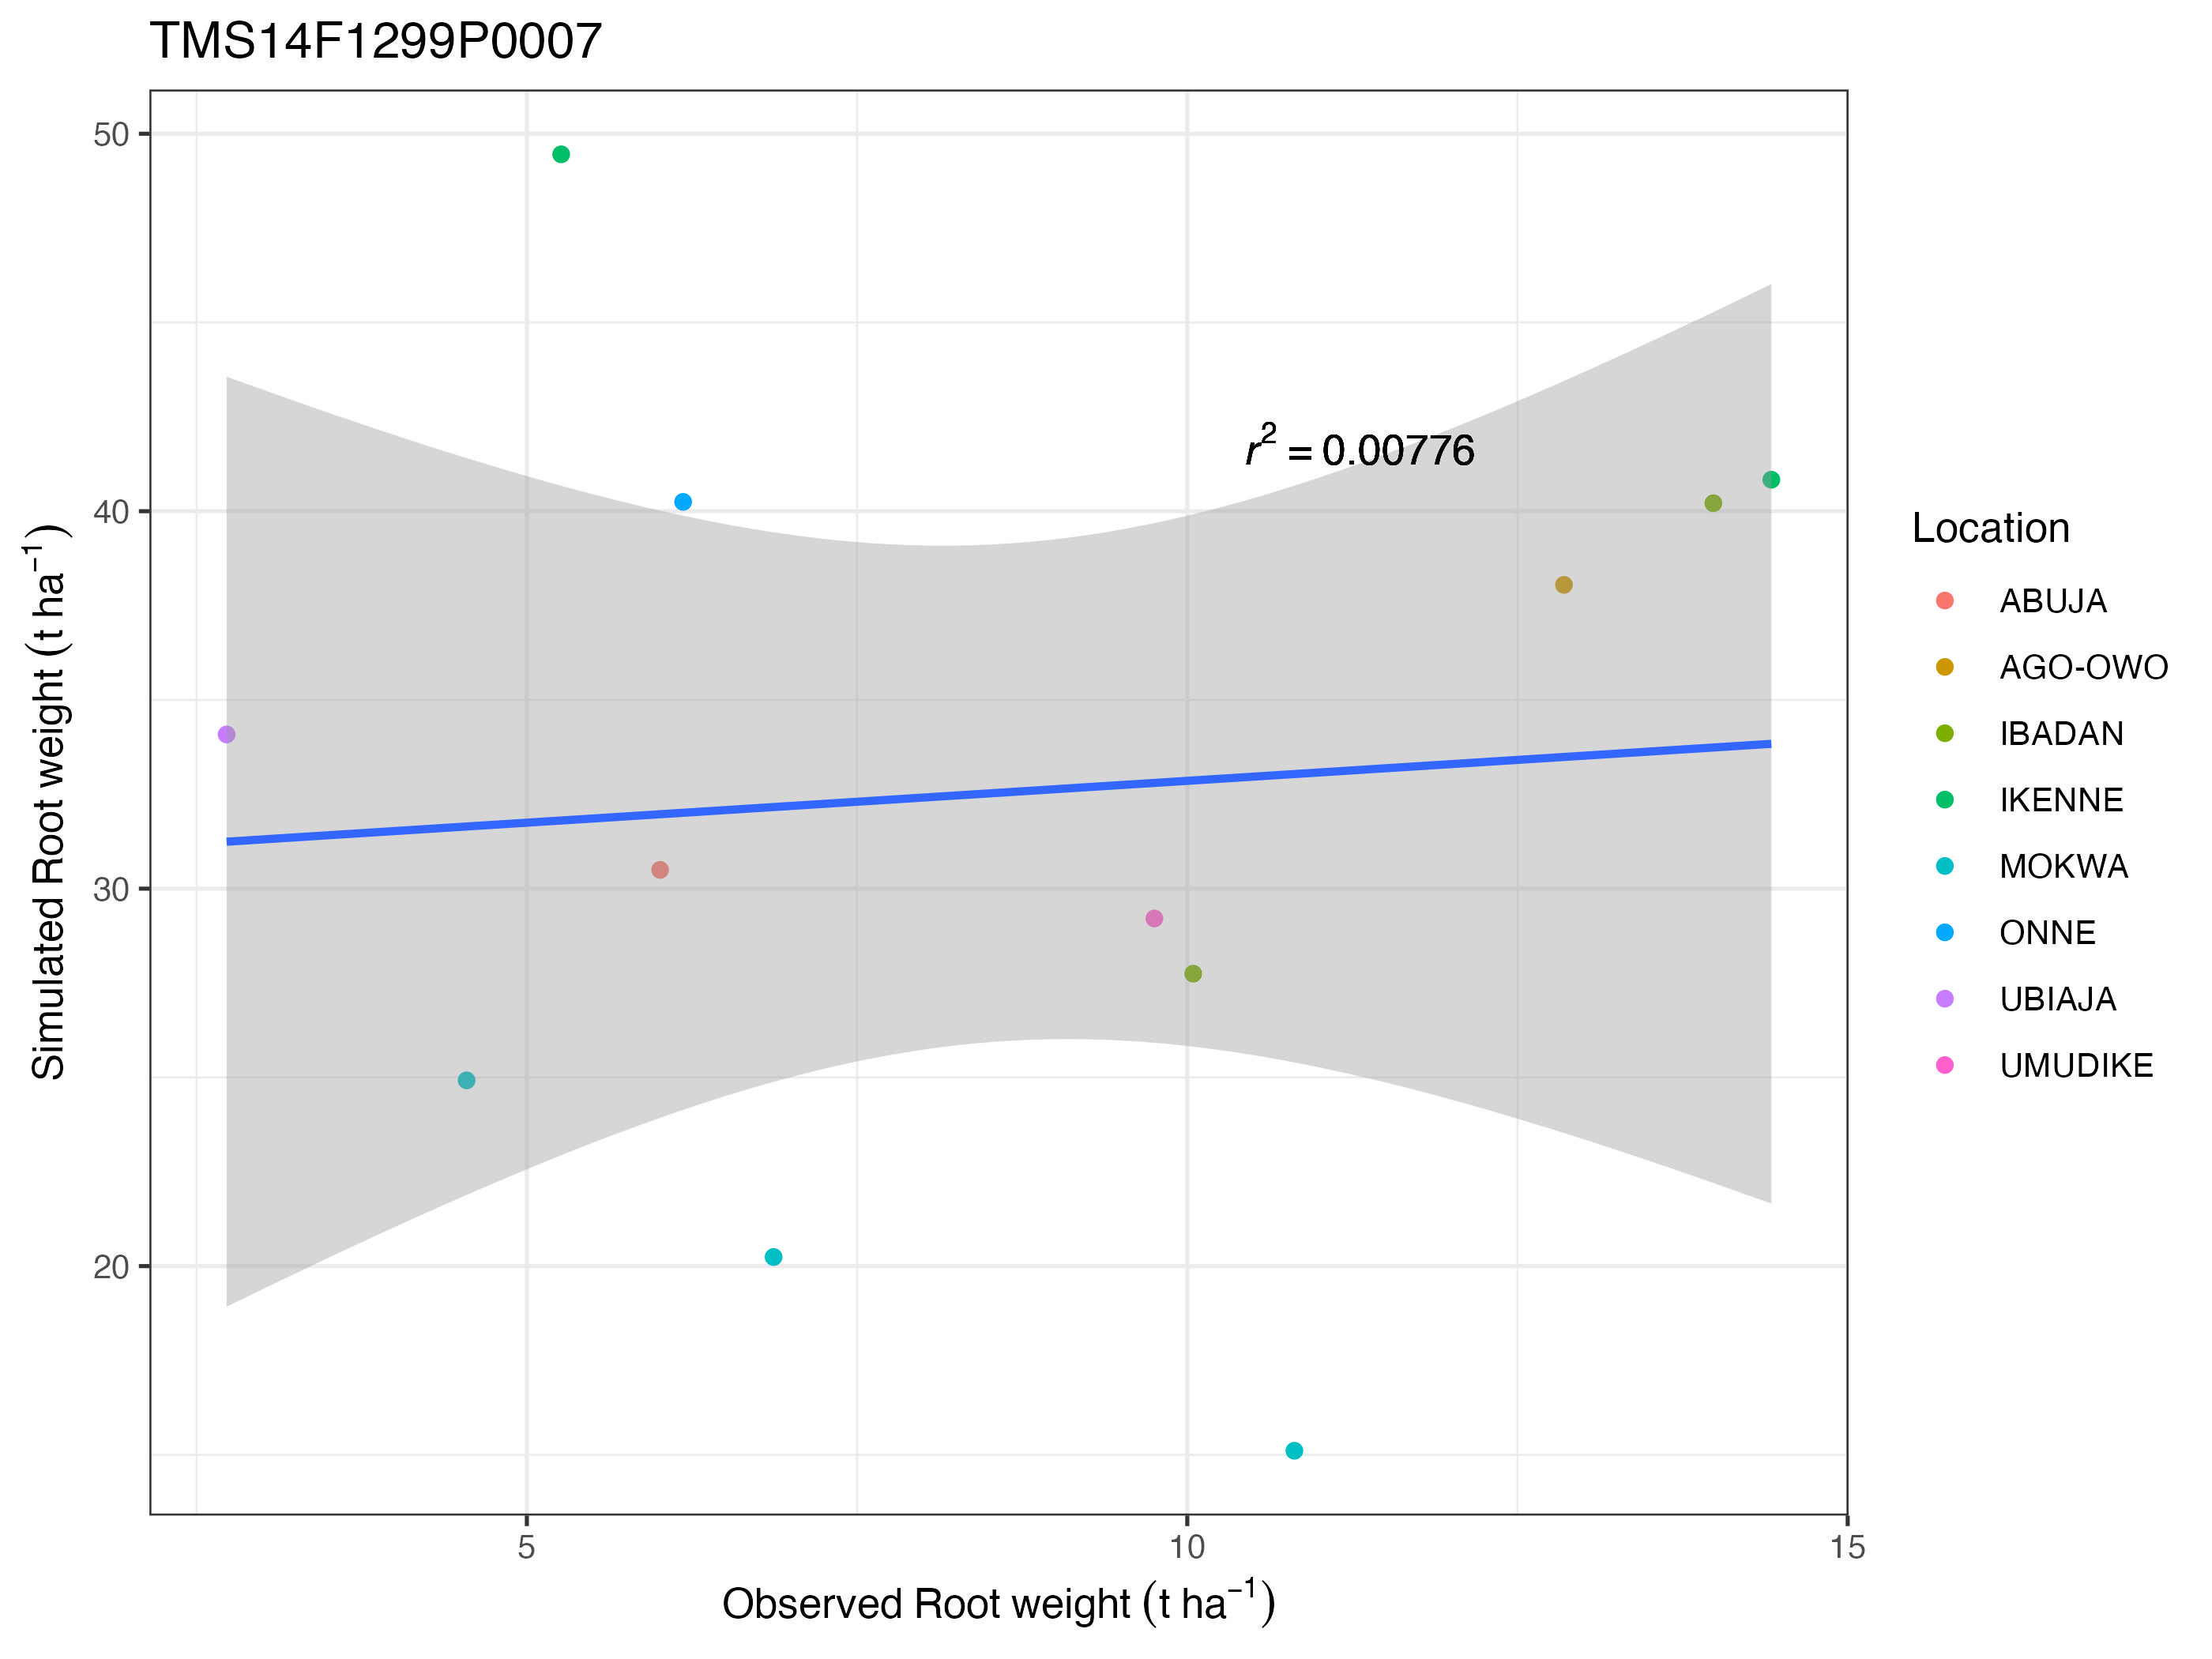 TMS14F1299P0007
50
40
30
20
Simulated Root weight (t ha⁻¹)
r² = 0.00776
5
10
15
Observed Root weight (t ha⁻¹)
Location
ABUJA
AGO-OWO
IBADAN
IKENNE
MOKWA
ONNE
UBIAJA
UMUDIKE